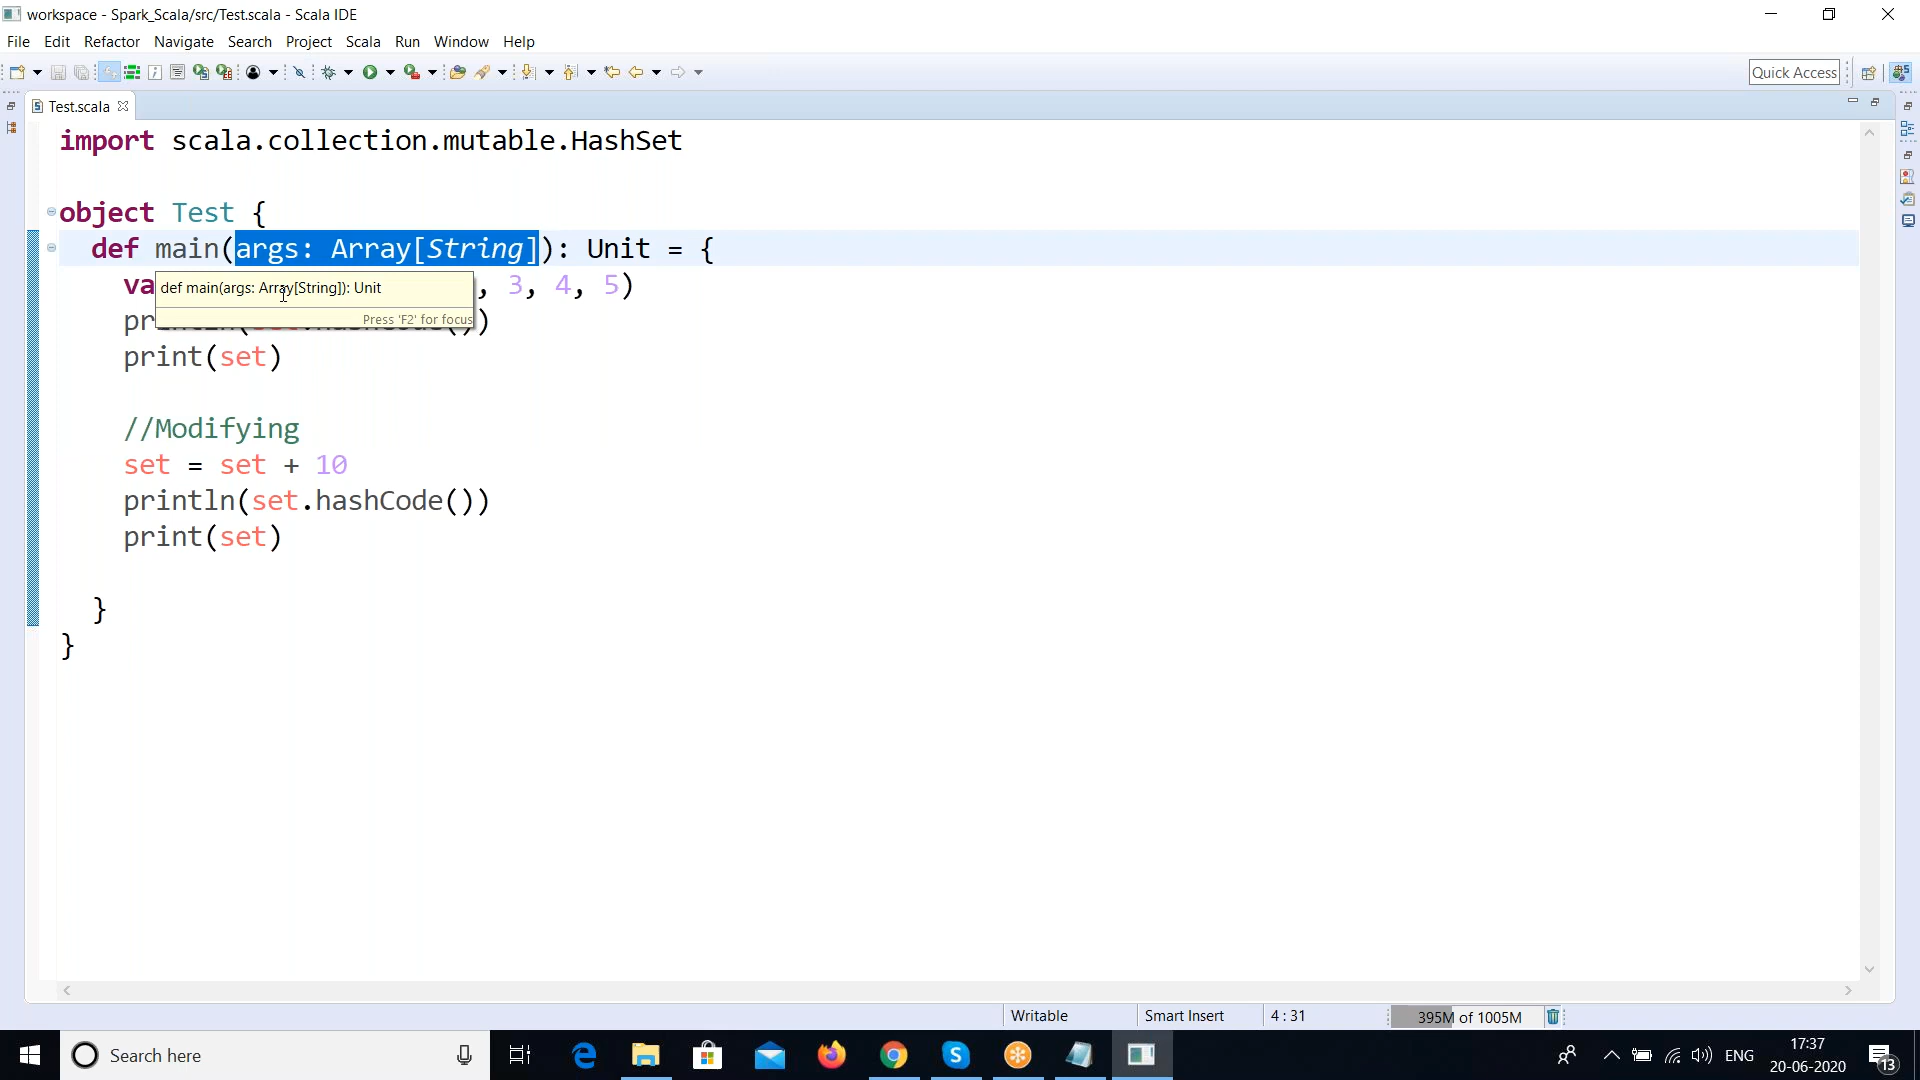 workspace - Spark_Scala/src/Test.scala - Scala IDE
File Edit Refactor Navigate Search Project Scala Run Window Help
Quick Access
Test.scala
import scala.collection.mutable.HashSet
object Test {
def main(args: Array[String]): Unit = {
va , 3, 4, 5)
def main(args: Array[String]): Unit
Press 'F2' for focus
print(set)
//Modifying
set = set + 10
println(set.hashCode())
print(set)
}
}
Writable Smart Insert 4 : 31 395M of 1005M
Search here ENG 17:37
20-06-2020 13